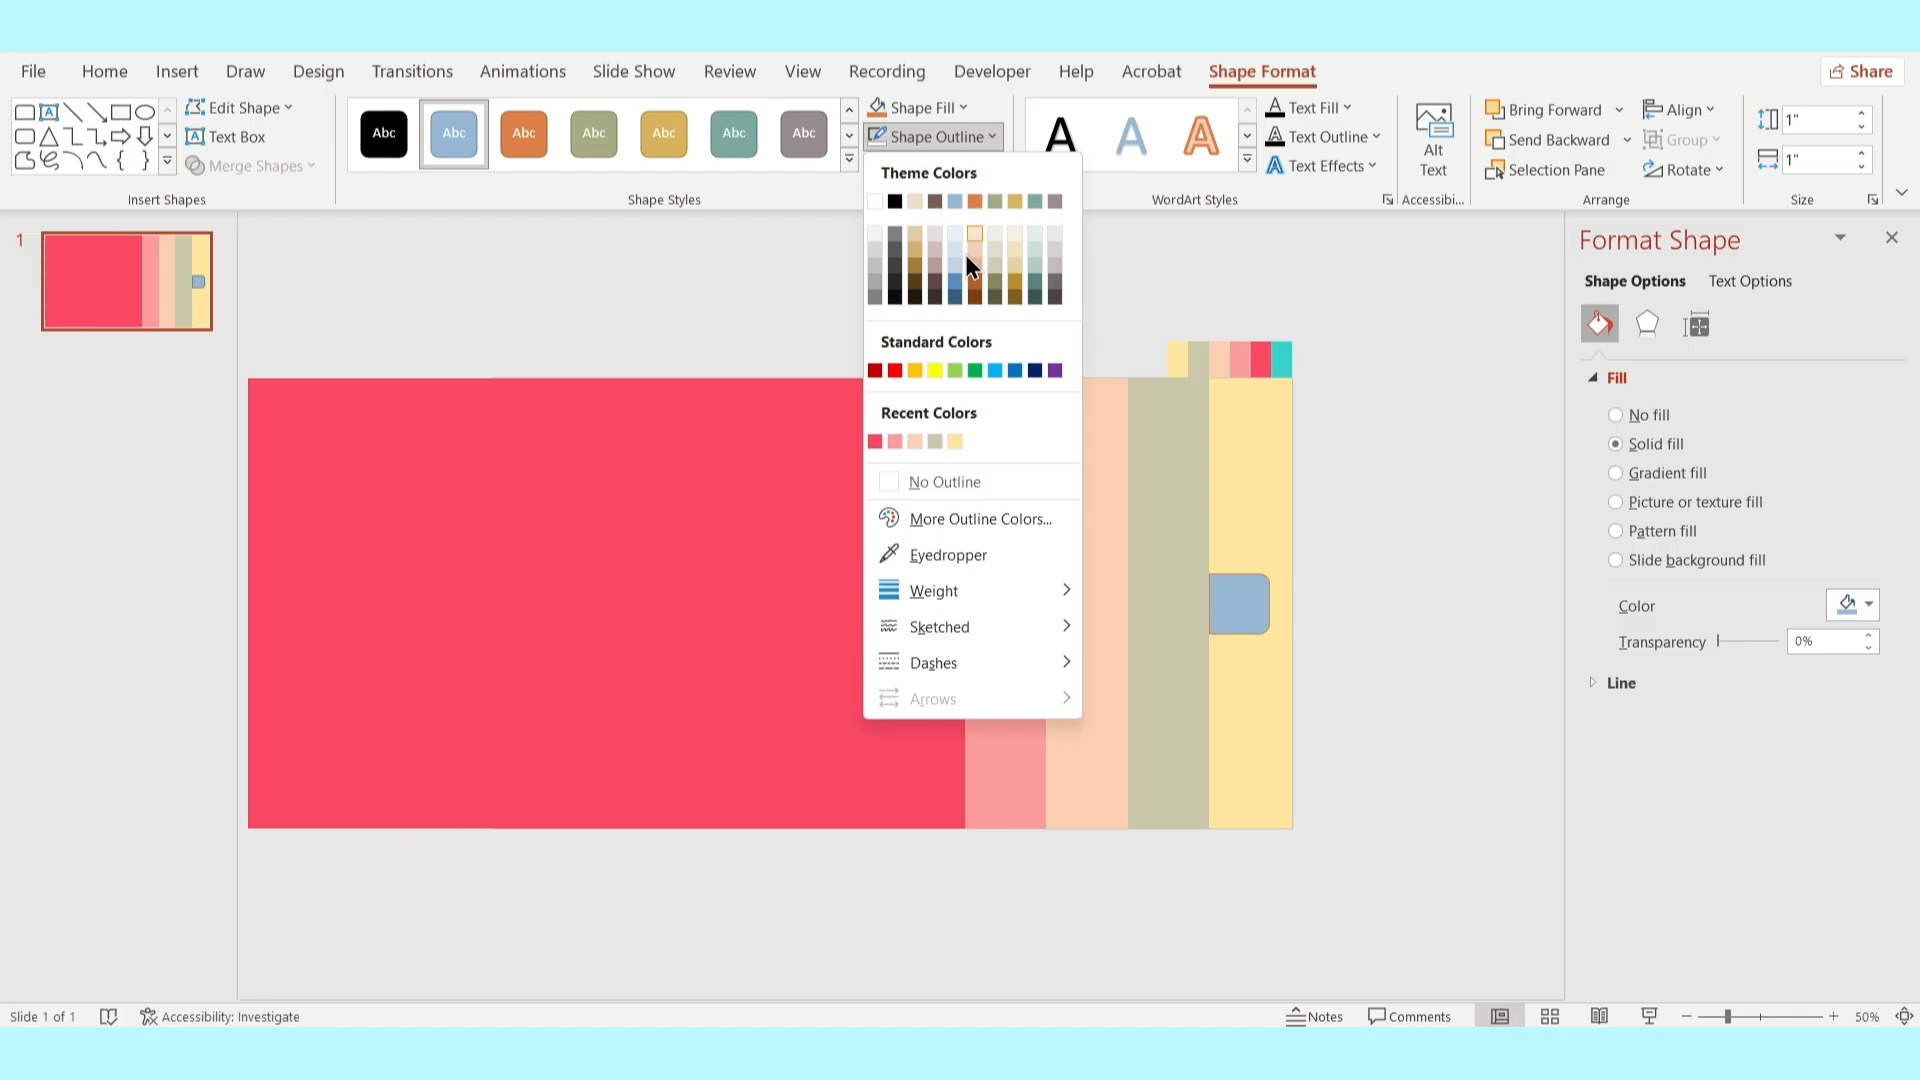 File Home Insert Draw Design Transitions Animations Slide Show Review View Recording Developer Help Acrobat Shape Format Share
Edit Shape
Text Box
Merge Shapes
Insert Shapes
Abc Abc Abc Abc Abc Abc Abc
Shape Styles
Shape Fill
Shape Outline
A A A
WordArt Styles
Text Fill
Text Outline
Text Effects
Alt
Text
Accessibi...
Bring Forward
Send Backward
Selection Pane
Align
Group
Rotate
Arrange
1"
1"
Size
Theme Colors
Standard Colors
Recent Colors
No Outline
More Outline Colors...
Eyedropper
Weight
Sketched
Dashes
Arrows
1
Format Shape
Shape Options Text Options
Fill
No fill
Solid fill
Gradient fill
Picture or texture fill
Pattern fill
Slide background fill
Color
Transparency 0%
Line
Slide 1 of 1 Accessibility: Investigate Notes Comments 50%